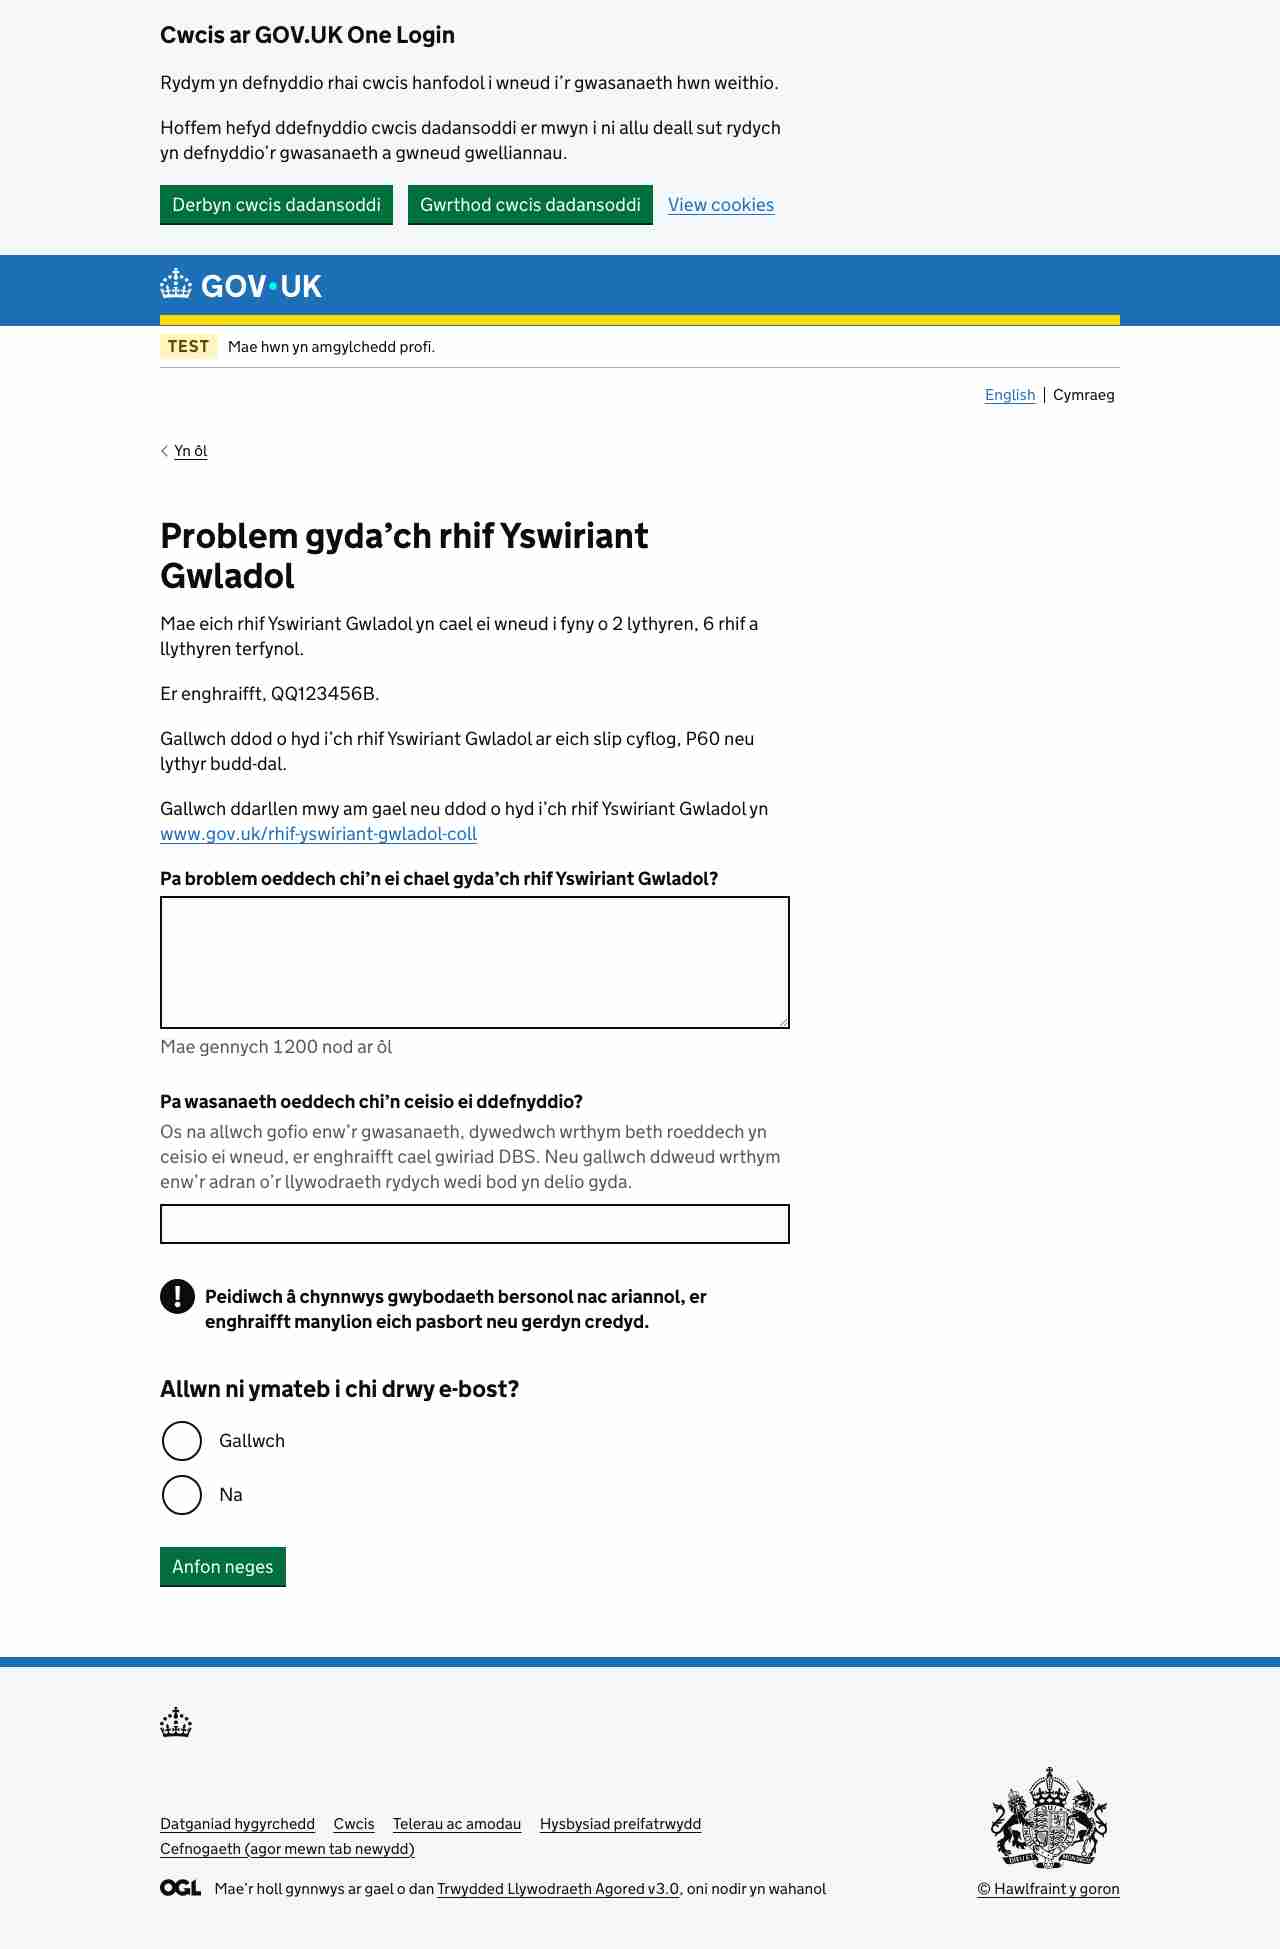 Cwcis ar GOV.UK One Login
Rydym yn defnyddio rhai cwcis hanfodol i wneud i’r gwasanaeth hwn weithio.
Hoffem hefyd ddefnyddio cwcis dadansoddi er mwyn i ni allu deall sut rydych
yn defnyddio’r gwasanaeth a gwneud gwelliannau.
Derbyn cwcis dadansoddi Gwrthod cwcis dadansoddi View cookies
GOV·UK
TEST Mae hwn yn amgylchedd profi.
English | Cymraeg
Yn ôl
Problem gyda’ch rhif Yswiriant
Gwladol
Mae eich rhif Yswiriant Gwladol yn cael ei wneud i fyny o 2 lythyren, 6 rhif a
llythyren terfynol.
Er enghraifft, QQ123456B.
Gallwch ddod o hyd i’ch rhif Yswiriant Gwladol ar eich slip cyflog, P60 neu
lythyr budd-dal.
Gallwch ddarllen mwy am gael neu ddod o hyd i’ch rhif Yswiriant Gwladol yn
www.gov.uk/rhif-yswiriant-gwladol-coll
Pa broblem oeddech chi’n ei chael gyda’ch rhif Yswiriant Gwladol?
Mae gennych 1200 nod ar ôl
Pa wasanaeth oeddech chi’n ceisio ei ddefnyddio?
Os na allwch gofio enw’r gwasanaeth, dywedwch wrthym beth roeddech yn
ceisio ei wneud, er enghraifft cael gwiriad DBS. Neu gallwch ddweud wrthym
enw’r adran o’r llywodraeth rydych wedi bod yn delio gyda.
! Peidiwch â chynnwys gwybodaeth bersonol nac ariannol, er
enghraifft manylion eich pasbort neu gerdyn credyd.
Allwn ni ymateb i chi drwy e-bost?
Gallwch
Na
Anfon neges
Datganiad hygyrchedd Cwcis Telerau ac amodau Hysbysiad preifatrwydd
Cefnogaeth (agor mewn tab newydd)
OGL Mae’r holl gynnwys ar gael o dan Trwydded Llywodraeth Agored v3.0, oni nodir yn wahanol
© Hawlfraint y goron